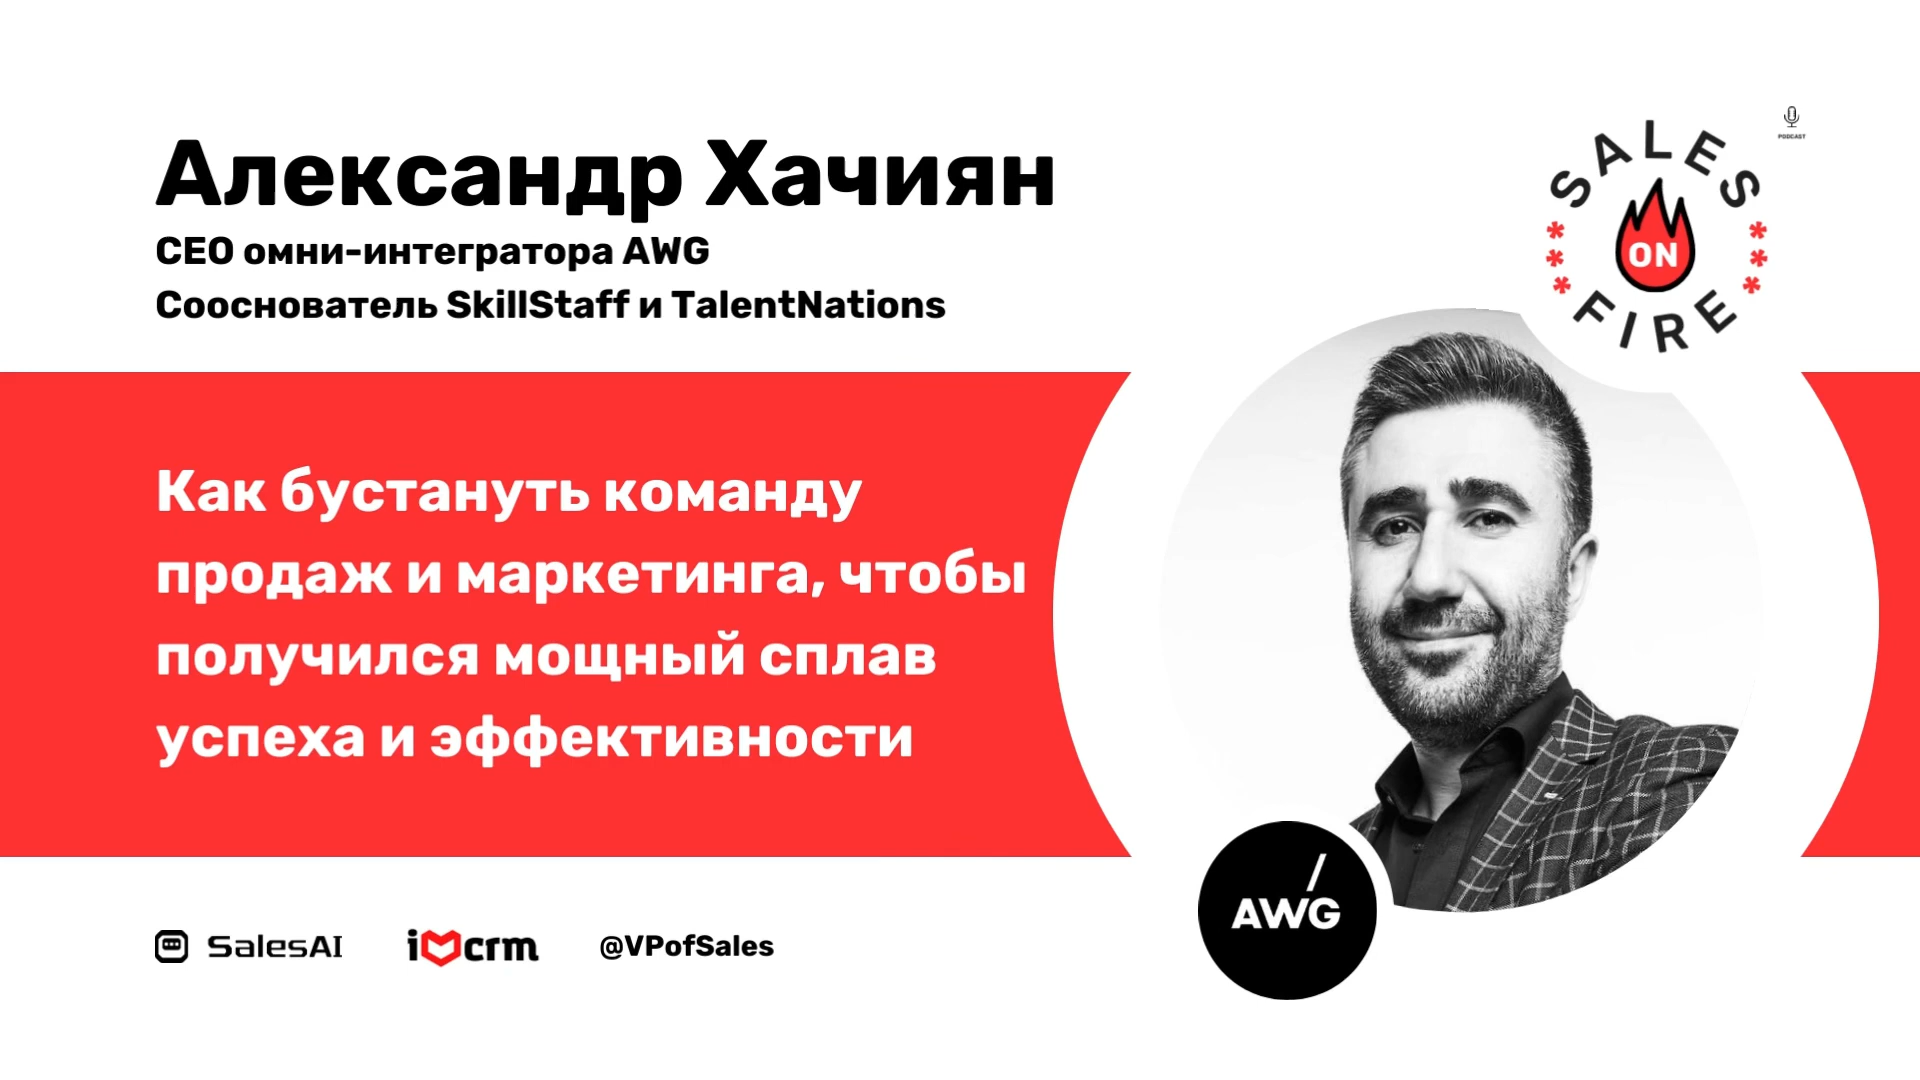 Александр Хачиян
CEO омни-интегратора AWG
Сооснователь SkillStaff и TalentNations
PODCAST
SALES
ON
FIRE
Как бустануть команду
продаж и маркетинга, чтобы
получился мощный сплав
успеха и эффективности
AWG
SalesAI
i crm
@VPofSales